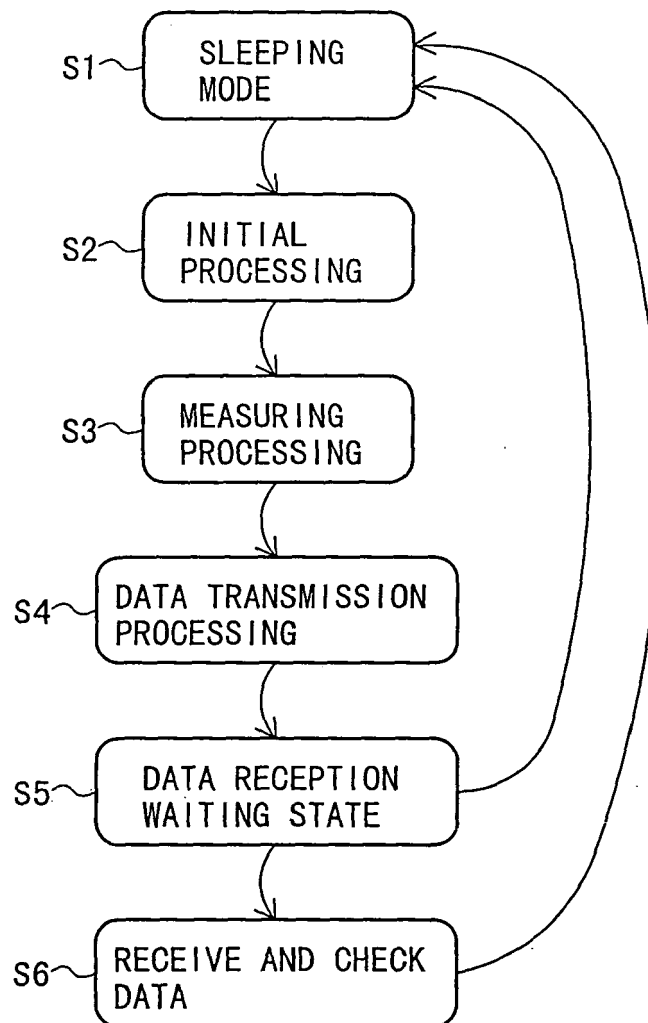 S1
SLEEPING
MODE
S2
INITIAL
PROCESSING
S3
MEASURING
PROCESSING
S4
DATA TRANSMISSION
PROCESSING
S5
DATA RECEPTION
WAITING STATE
S6
RECEIVE AND CHECK
DATA